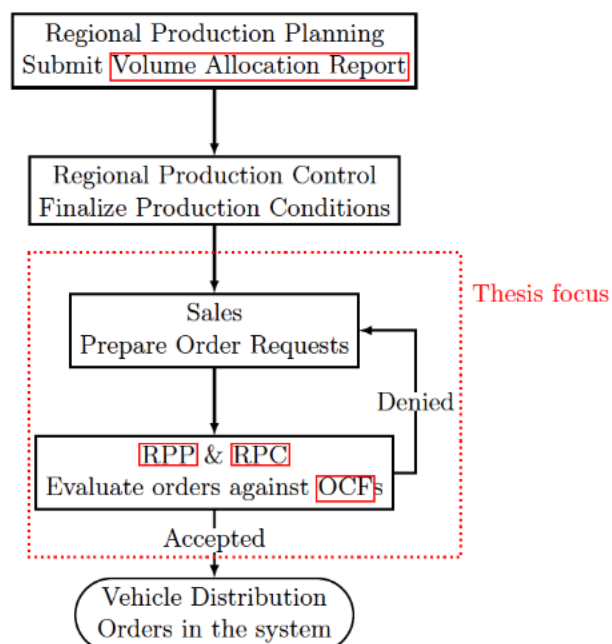 Regional Production Planning
Submit Volume Allocation Report
Regional Production Control
Finalize Production Conditions
Thesis focus
Sales
Prepare Order Requests
Denied
RPP & RPC
Evaluate orders against OCFs
Accepted
Vehicle Distribution
Orders in the system